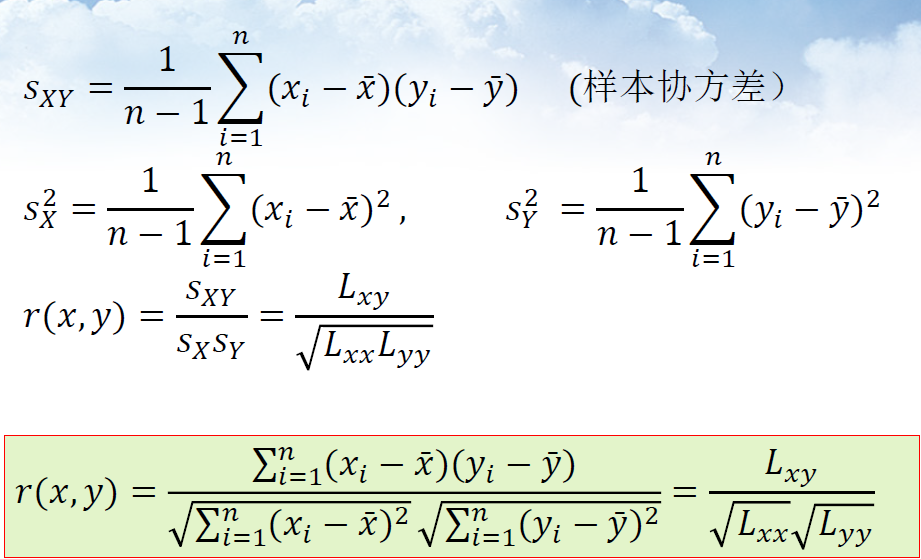 $s_{XY} = \frac{1}{n-1}\sum_{i=1}^{n}(x_i - \bar{x})(y_i - \bar{y})$ (样本协方差）
$s_X^2 = \frac{1}{n-1}\sum_{i=1}^{n}(x_i - \bar{x})^2$ , $s_Y^2 = \frac{1}{n-1}\sum_{i=1}^{n}(y_i - \bar{y})^2$
$r(x, y) = \frac{s_{XY}}{s_X s_Y} = \frac{L_{xy}}{\sqrt{L_{xx}L_{yy}}}$
$r(x, y) = \frac{\sum_{i=1}^{n}(x_i - \bar{x})(y_i - \bar{y})}{\sqrt{\sum_{i=1}^{n}(x_i - \bar{x})^2}\sqrt{\sum_{i=1}^{n}(y_i - \bar{y})^2}} = \frac{L_{xy}}{\sqrt{L_{xx}}\sqrt{L_{yy}}}$